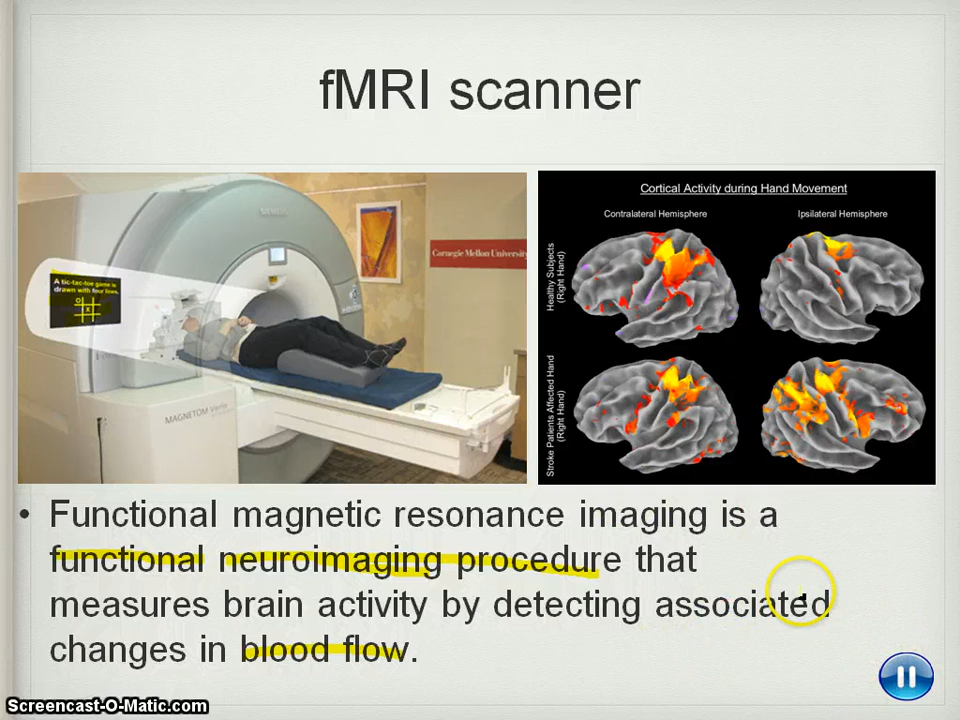 fMRI scanner
SIEMENS
Carnegie Mellon University
A tic-tac-toe game is
drawn with four lines.
O
X
MAGNETOM Verio
Cortical Activity during Hand Movement
Contralateral Hemisphere
Ipsilateral Hemisphere
Healthy Subjects
(Right Hand)
Stroke Patients Affected Hand
(Right Hand)
• Functional magnetic resonance imaging is a
functional neuroimaging procedure that
measures brain activity by detecting associated
changes in blood flow.
Screencast-O-Matic.com